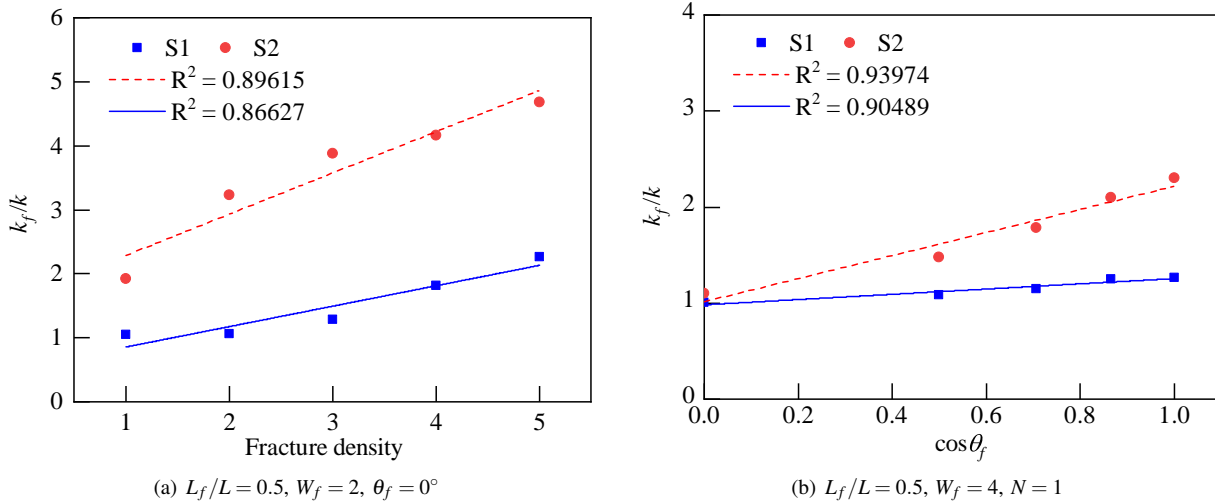 6
5
4
3
2
1
0
k_f/k
S1 S2
R² = 0.89615
R² = 0.86627
1 2 3 4 5
Fracture density
(a) L_f/L = 0.5, W_f = 2, θ_f = 0°
4
3
2
1
0
k_f/k
S1 S2
R² = 0.93974
R² = 0.90489
0.0 0.2 0.4 0.6 0.8 1.0
cosθ_f
(b) L_f/L = 0.5, W_f = 4, N = 1